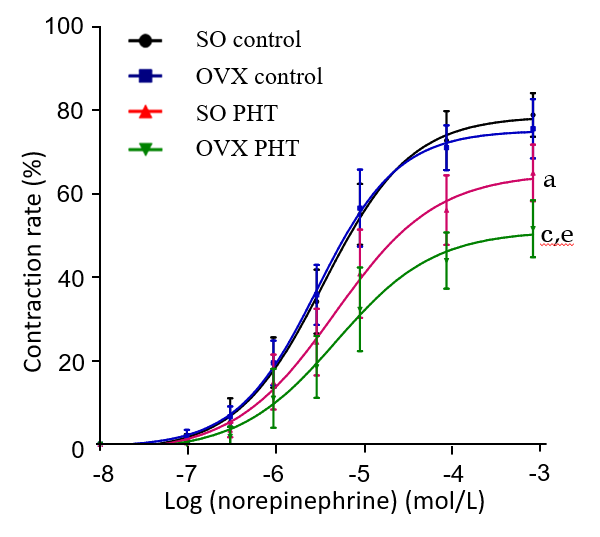 100
80
60
40
20
0
Contraction rate (%)
SO control
OVX control
SO PHT
OVX PHT
a
c,e
-8 -7 -6 -5 -4 -3
Log (norepinephrine) (mol/L)